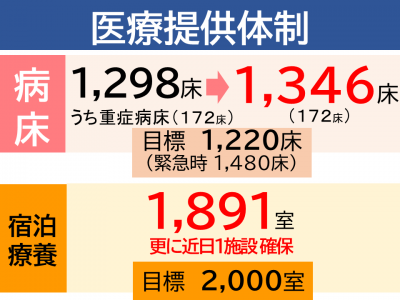 医療提供体制
病床
1,298床 1,346床
うち重症病床(172床) (172床)
目標 1,220床
(緊急時 1,480床)
宿泊
療養
1,891室
更に近日1施設確保
目標 2,000室